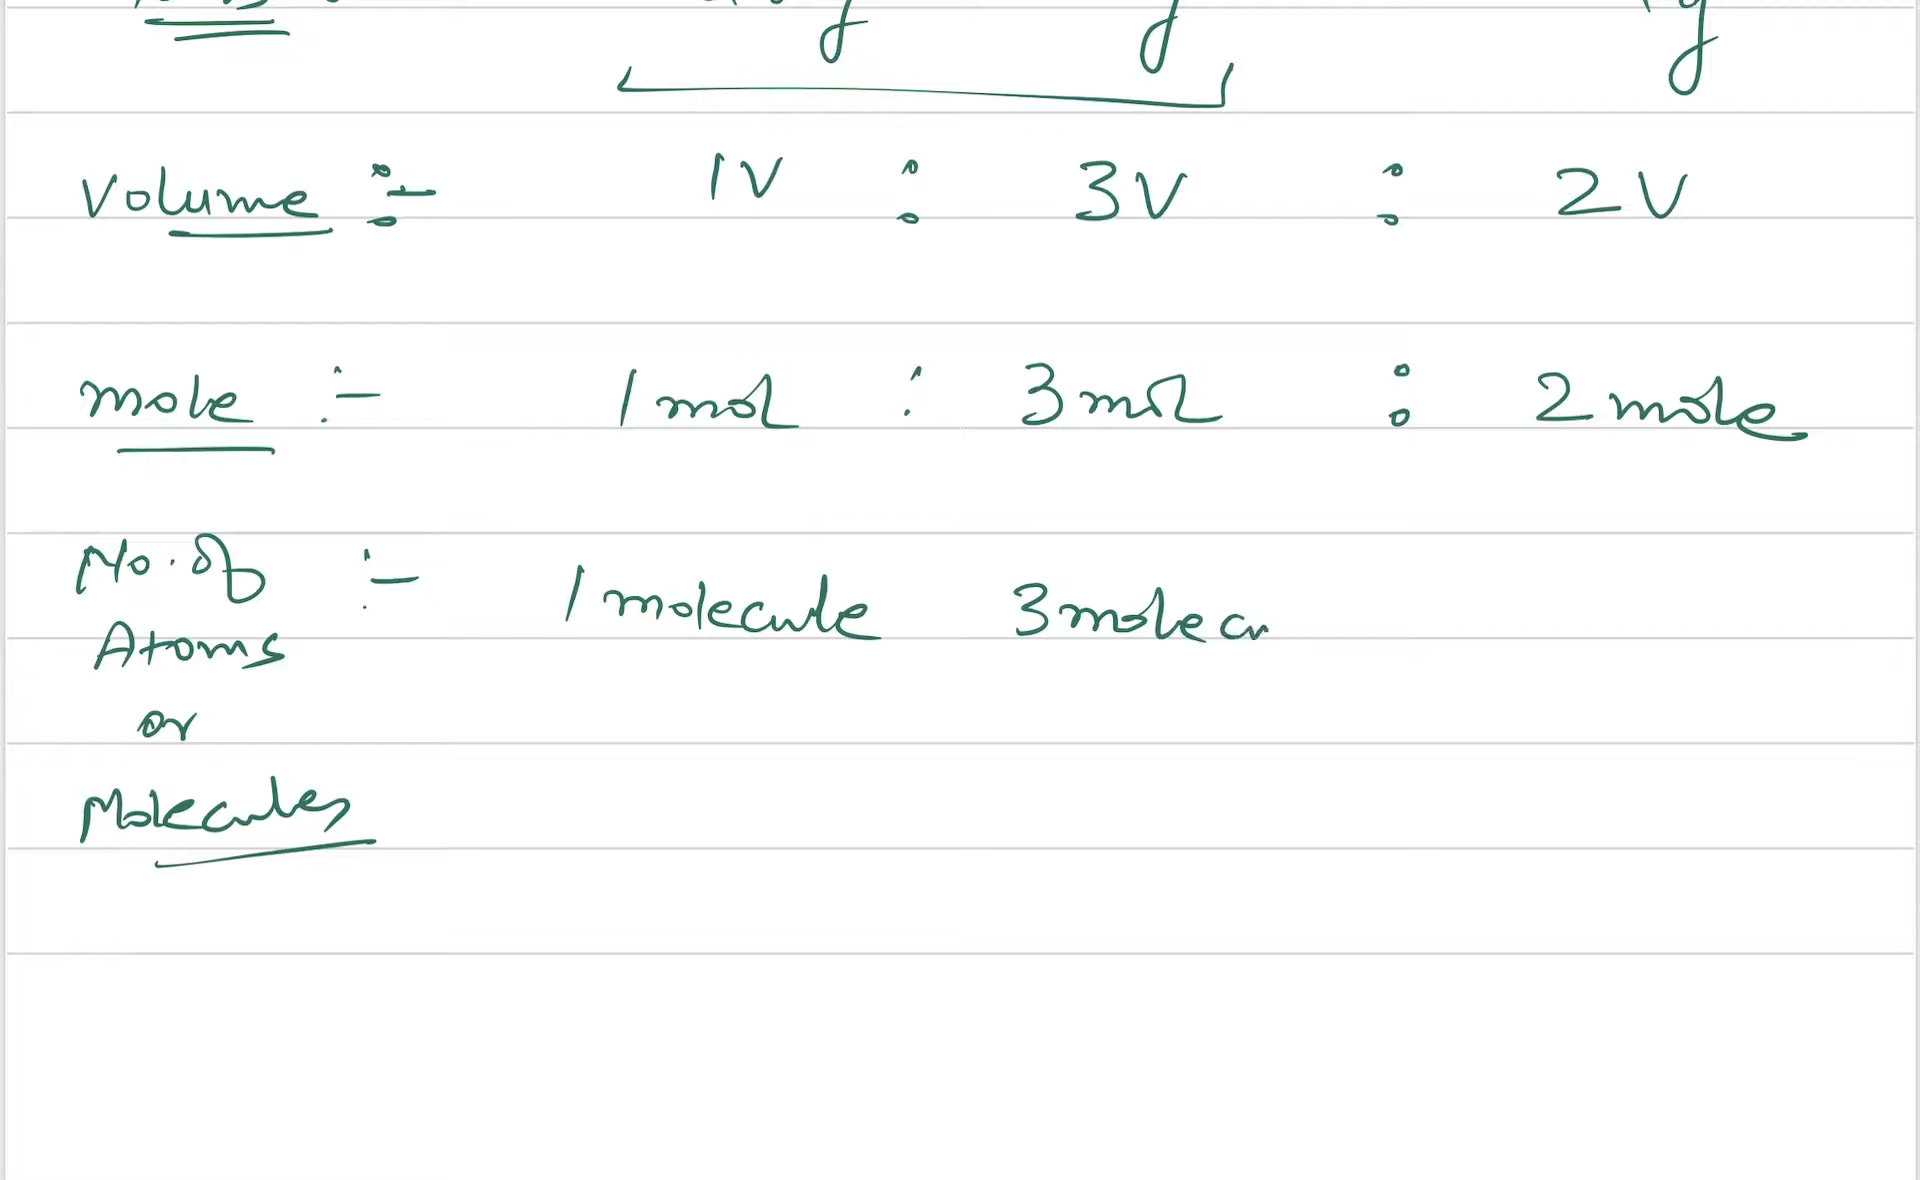 Volume :- 1V : 3V : 2V
mole :- 1 mol : 3 mol : 2 mole
No. of :- 1 molecule 3 molecu
Atoms
or
Molecules